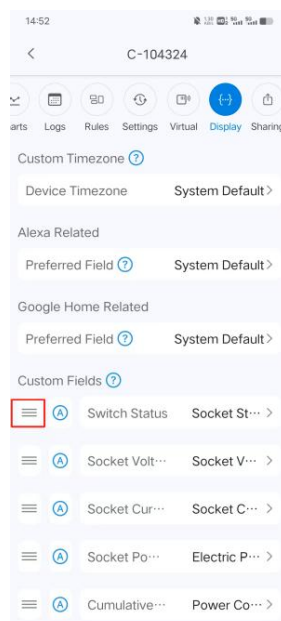 14:52
C-104324
arts Logs Rules Settings Virtual Display Sharing
Custom Timezone ?
Device Timezone System Default >
Alexa Related
Preferred Field ? System Default >
Google Home Related
Preferred Field ? System Default >
Custom Fields ?
A Switch Status Socket St··· >
A Socket Volt··· Socket V··· >
A Socket Cur··· Socket C··· >
A Socket Po··· Electric P··· >
A Cumulative··· Power Co··· >